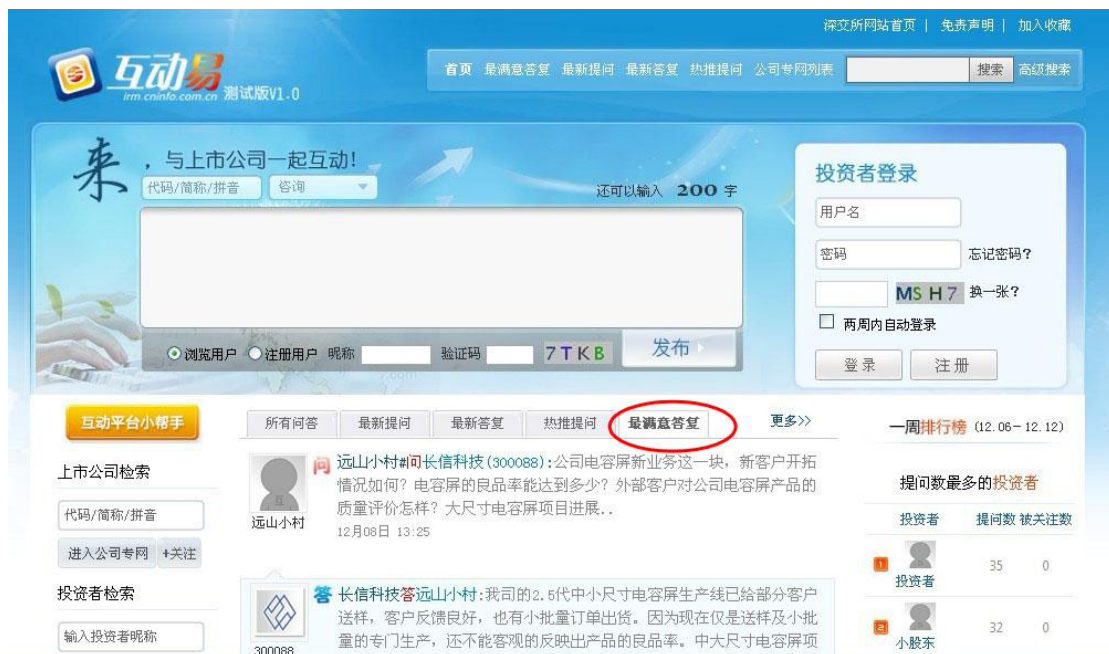 深交所网站首页 | 免责声明 | 加入收藏
互动易
irm.cninfo.com.cn 测试版V1.0
首页 最满意答复 最新提问 最新答复 热推提问 公司专网列表 搜索 高级搜索
来，与上市公司一起互动!
代码/简称/拼音 咨询
还可以输入 200 字
投资者登录
用户名
密码 忘记密码?
MSH7 换一张?
两周内自动登录
登录 注册
浏览用户 注册用户 昵称 验证码 7TKB 发布
互动平台小帮手
所有问答 最新提问 最新答复 热推提问 最满意答复 更多>>
上市公司检索
代码/简称/拼音
进入公司专网 +关注
投资者检索
输入投资者昵称
问 远山小村#问长信科技(300088):公司电容屏新业务这一块，新客户开拓
情况如何？电容屏的良品率能达到多少？外部客户对公司电容屏产品的
质量评价怎样？大尺寸电容屏项目进展..
远山小村
12月08日 13:25
答 长信科技答远山小村:我司的2.5代中小尺寸电容屏生产线已给部分客户
送样，客户反馈良好，也有小批量订单出货。因为现在仅是送样及小批
量的专门生产，还不能客观的反映出产品的良品率。中大尺寸电容屏项
300088
一周排行榜 (12.06-12.12)
提问数最多的投资者
投资者 提问数 被关注数
1 投资者 35 0
2 小股东 32 0